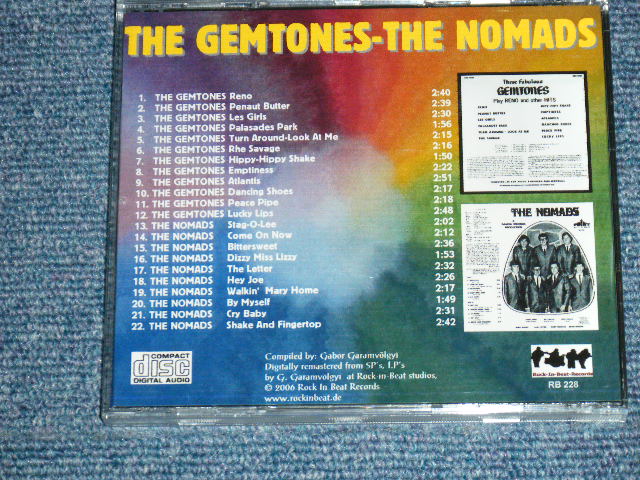 THE GEMTONES-THE NOMADS
1. THE GEMTONES Reno 2:40
2. THE GEMTONES Penaut Butter 2:39
3. THE GEMTONES Les Girls 2:30
4. THE GEMTONES Palasades Park 1:56
5. THE GEMTONES Turn Around-Look At Me 2:15
6. THE GEMTONES Rhe Savage 2:16
7. THE GEMTONES Hippy-Hippy Shake 1:50
8. THE GEMTONES Emptiness 2:22
9. THE GEMTONES Atlantis 2:51
10. THE GEMTONES Dancing Shoes 2:17
11. THE GEMTONES Peace Pipe 2:18
12. THE GEMTONES Lucky Lips 2:48
13. THE NOMADS Stag-O-Lee 2:02
14. THE NOMADS Come On Now 2:12
15. THE NOMADS Bittersweet 2:36
16. THE NOMADS Dizzy Miss Lizzy 1:53
17. THE NOMADS The Letter 2:32
18. THE NOMADS Hey Joe 2:26
19. THE NOMADS Walkin' Mary Home 2:17
20. THE NOMADS By Myself 1:49
21. THE NOMADS Cry Baby 2:31
22. THE NOMADS Shake And Fingertop 2:42
Those Fabulous
GEMTONES
Play RENO and other HITS
THE NOMADS
COMPACT
disc
DIGITAL AUDIO
Compiled by: Gabor Garamvölgyi
Digitally remastered from SP's, LP's
by G. Garamvölgyi at Rock in-Beat studios,
© 2006 Rock In Beat Records
www.rockinbeat.de
Rock-In-Beat-Records
RB 228